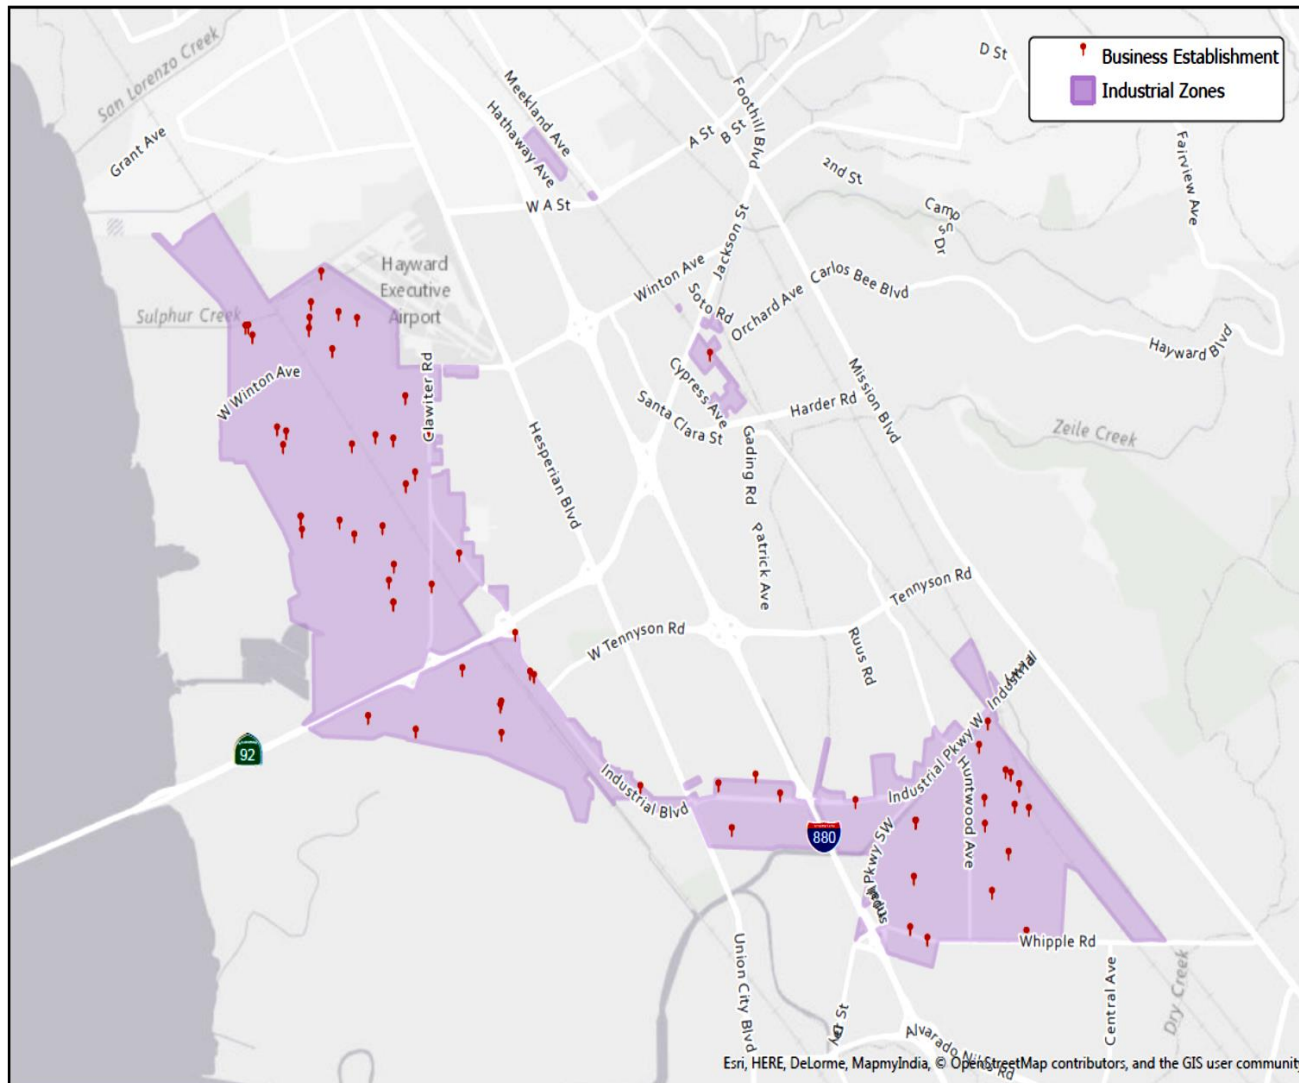 Business Establishment
Industrial Zones
D St
San Lorenzo Creek
Meekland Ave
Hathaway Ave
Foothill Blvd
A St
B St
Grant Ave
Fairview Ave
2nd St
W A St
Jackson St
Hayward
Executive
Airport
Winton Ave
Carlos Bee Blvd
Soto Rd
Orchard Ave
Sulphur Creek
Hayward Blvd
W Winton Ave
Clawiter Rd
Cypress Ave
Mission Blvd
Santa Clara St
Harder Rd
Zeile Creek
Hesperian Blvd
Gading Rd
Patrick Ave
Tennyson Rd
W Tennyson Rd
Ruus Rd
Industrial
92
Industrial Pkwy W
Huntwood Ave
Industrial Blvd
880
Pkwy SW
Whipple Rd
Union City Blvd
Central Ave
Dry Creek
Alvarado Niles Rd
Esri, HERE, DeLorme, MapmyIndia, © OpenStreetMap contributors, and the GIS user community